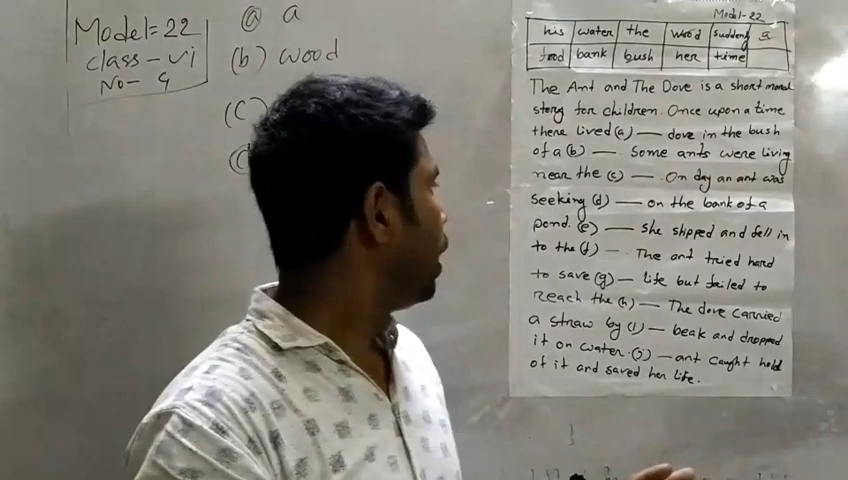 Model=22
class-vi
No- 4
(a) a
(b) wood
(c)
(d
Model-22
his water the wood suddenly a
food bank bush her time
The Ant and The Dove is a short moral
story for children. Once upon a time
there lived (a) — dove in the bush
of a (b) —. Some ants were living
near the (c) —. On day an ant was
seeking (d) — on the bank of a
pond. (e) — She slipped and fell in
to the (f) —. The ant tried hard
to save (g) — life but failed to
reach the (h) — The dove carried
a straw by (i) — beak and dropped
it on water. (j) — ant caught hold
of it and saved her life.